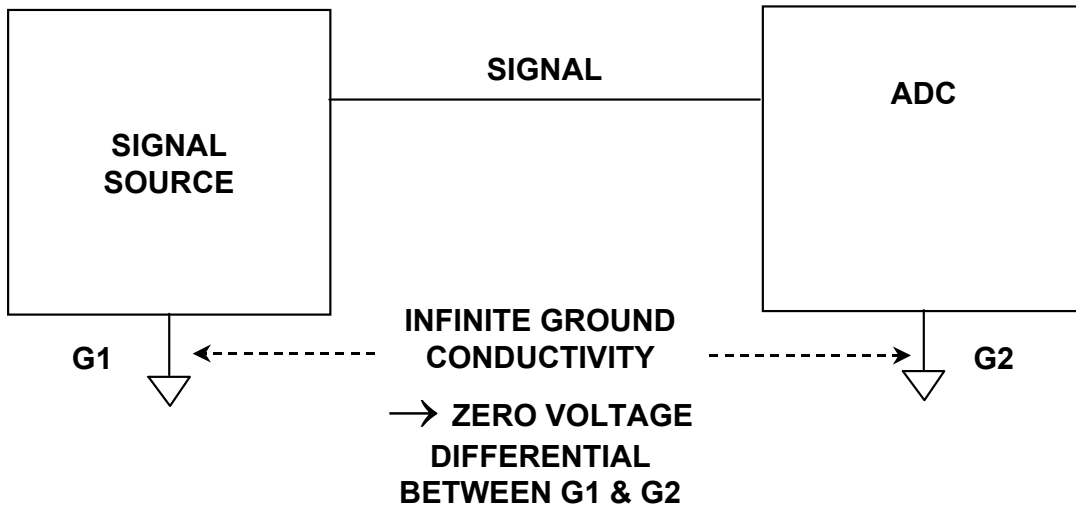 SIGNAL
SOURCE
SIGNAL
ADC
G1
INFINITE GROUND
CONDUCTIVITY
→ ZERO VOLTAGE
DIFFERENTIAL
BETWEEN G1 & G2
G2